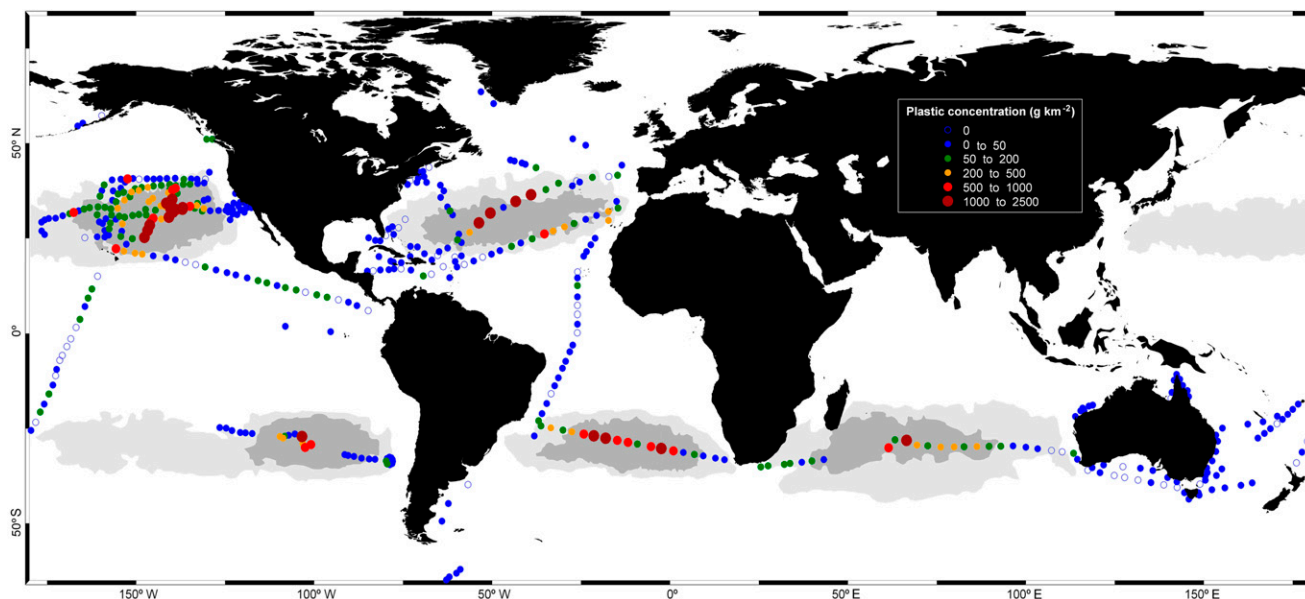 Plastic concentration (g km⁻²)
0
0 to 50
50 to 200
200 to 500
500 to 1000
1000 to 2500
50° N
0°
50° S
150° W
100° W
50° W
0°
50° E
100° E
150° E